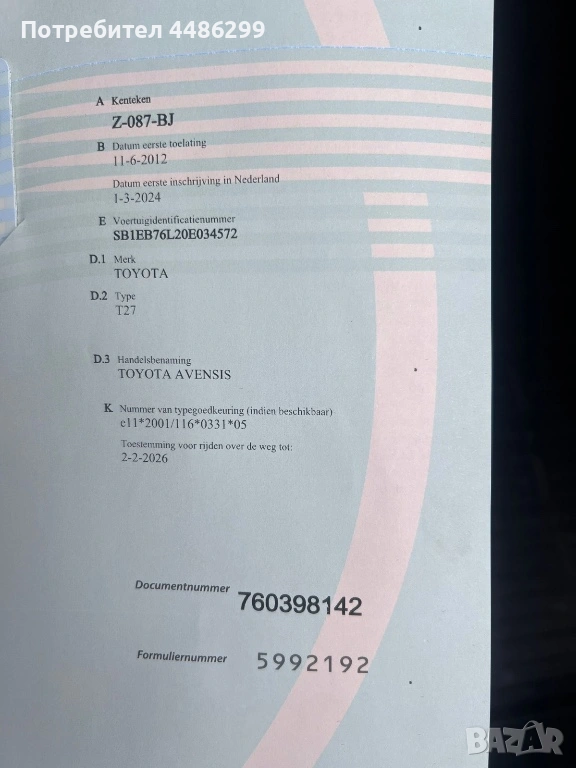 Потребител 4486299
A Kenteken
Z-087-BJ
B Datum eerste toelating
11-6-2012
Datum eerste inschrijving in Nederland
1-3-2024
E Voertuigidentificatienummer
SB1EB76L20E034572
D.1 Merk
TOYOTA
D.2 Type
T27
D.3 Handelsbenaming
TOYOTA AVENSIS
K Nummer van typegoedkeuring (indien beschikbaar)
e11*2001/116*0331*05
Toestemming voor rijden over de weg tot:
2-2-2026
Documentnummer 760398142
Formuliernummer 5992192
BAZAR